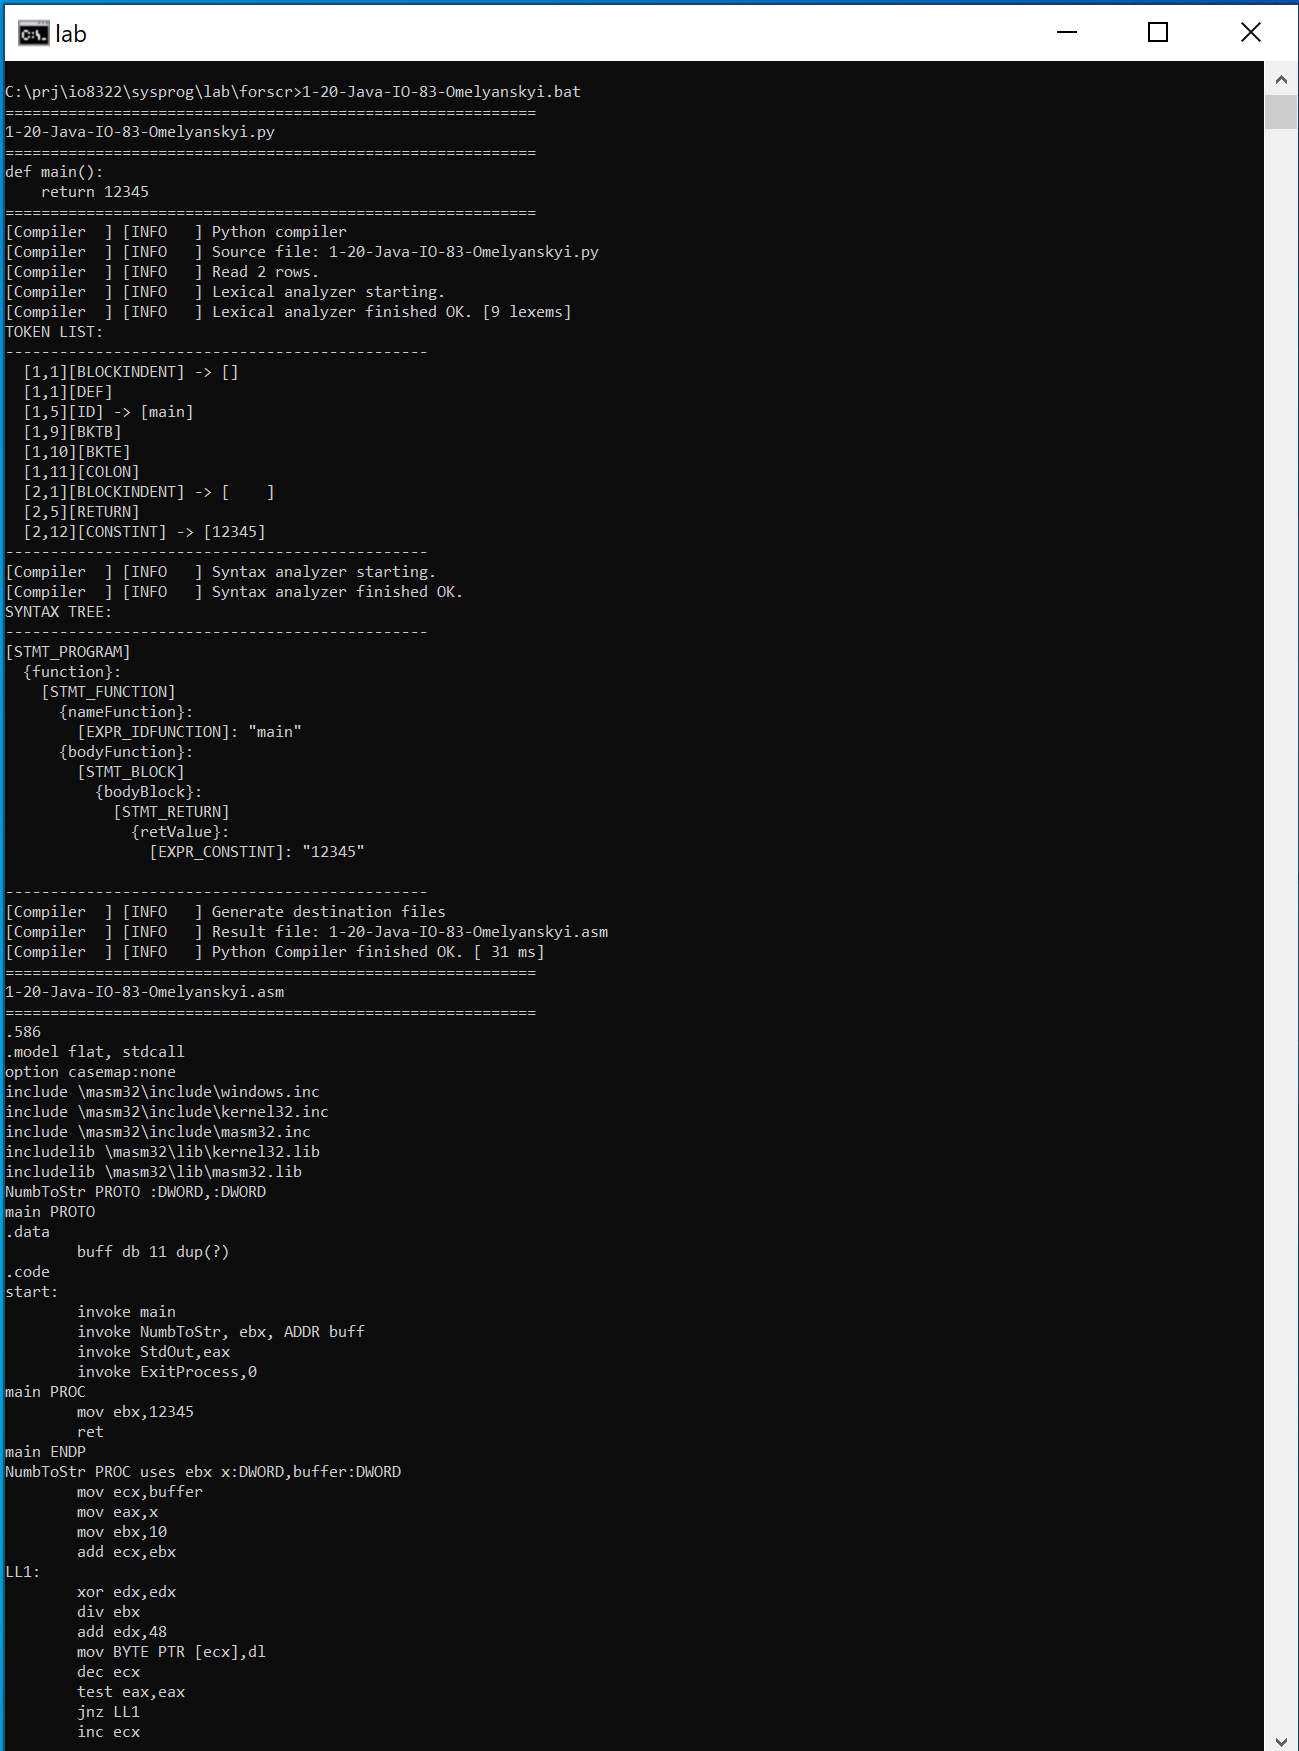 lab
C:\prj\io8322\sysprog\lab\forscr>1-20-Java-IO-83-Omelyanskyi.bat
===========================================================
1-20-Java-IO-83-Omelyanskyi.py
===========================================================
def main():
    return 12345
===========================================================
[Compiler  ] [INFO   ] Python compiler
[Compiler  ] [INFO   ] Source file: 1-20-Java-IO-83-Omelyanskyi.py
[Compiler  ] [INFO   ] Read 2 rows.
[Compiler  ] [INFO   ] Lexical analyzer starting.
[Compiler  ] [INFO   ] Lexical analyzer finished OK. [9 lexems]
TOKEN LIST:
-----------------------------------------------
  [1,1][BLOCKINDENT] -> []
  [1,1][DEF]
  [1,5][ID] -> [main]
  [1,9][BKTB]
  [1,10][BKTE]
  [1,11][COLON]
  [2,1][BLOCKINDENT] -> [    ]
  [2,5][RETURN]
  [2,12][CONSTINT] -> [12345]
-----------------------------------------------
[Compiler  ] [INFO   ] Syntax analyzer starting.
[Compiler  ] [INFO   ] Syntax analyzer finished OK.
SYNTAX TREE:
-----------------------------------------------
[STMT_PROGRAM]
  {function}:
    [STMT_FUNCTION]
      {nameFunction}:
        [EXPR_IDFUNCTION]: "main"
      {bodyFunction}:
        [STMT_BLOCK]
          {bodyBlock}:
            [STMT_RETURN]
              {retValue}:
                [EXPR_CONSTINT]: "12345"
-----------------------------------------------
[Compiler  ] [INFO   ] Generate destination files
[Compiler  ] [INFO   ] Result file: 1-20-Java-IO-83-Omelyanskyi.asm
[Compiler  ] [INFO   ] Python Compiler finished OK. [ 31 ms]
===========================================================
1-20-Java-IO-83-Omelyanskyi.asm
===========================================================
.586
.model flat, stdcall
option casemap:none
include \masm32\include\windows.inc
include \masm32\include\kernel32.inc
include \masm32\include\masm32.inc
includelib \masm32\lib\kernel32.lib
includelib \masm32\lib\masm32.lib
NumbToStr PROTO :DWORD,:DWORD
main PROTO
.data
        buff db 11 dup(?)
.code
start:
        invoke main
        invoke NumbToStr, ebx, ADDR buff
        invoke StdOut,eax
        invoke ExitProcess,0
main PROC
        mov ebx,12345
        ret
main ENDP
NumbToStr PROC uses ebx x:DWORD,buffer:DWORD
        mov ecx,buffer
        mov eax,x
        mov ebx,10
        add ecx,ebx
LL1:
        xor edx,edx
        div ebx
        add edx,48
        mov BYTE PTR [ecx],dl
        dec ecx
        test eax,eax
        jnz LL1
        inc ecx